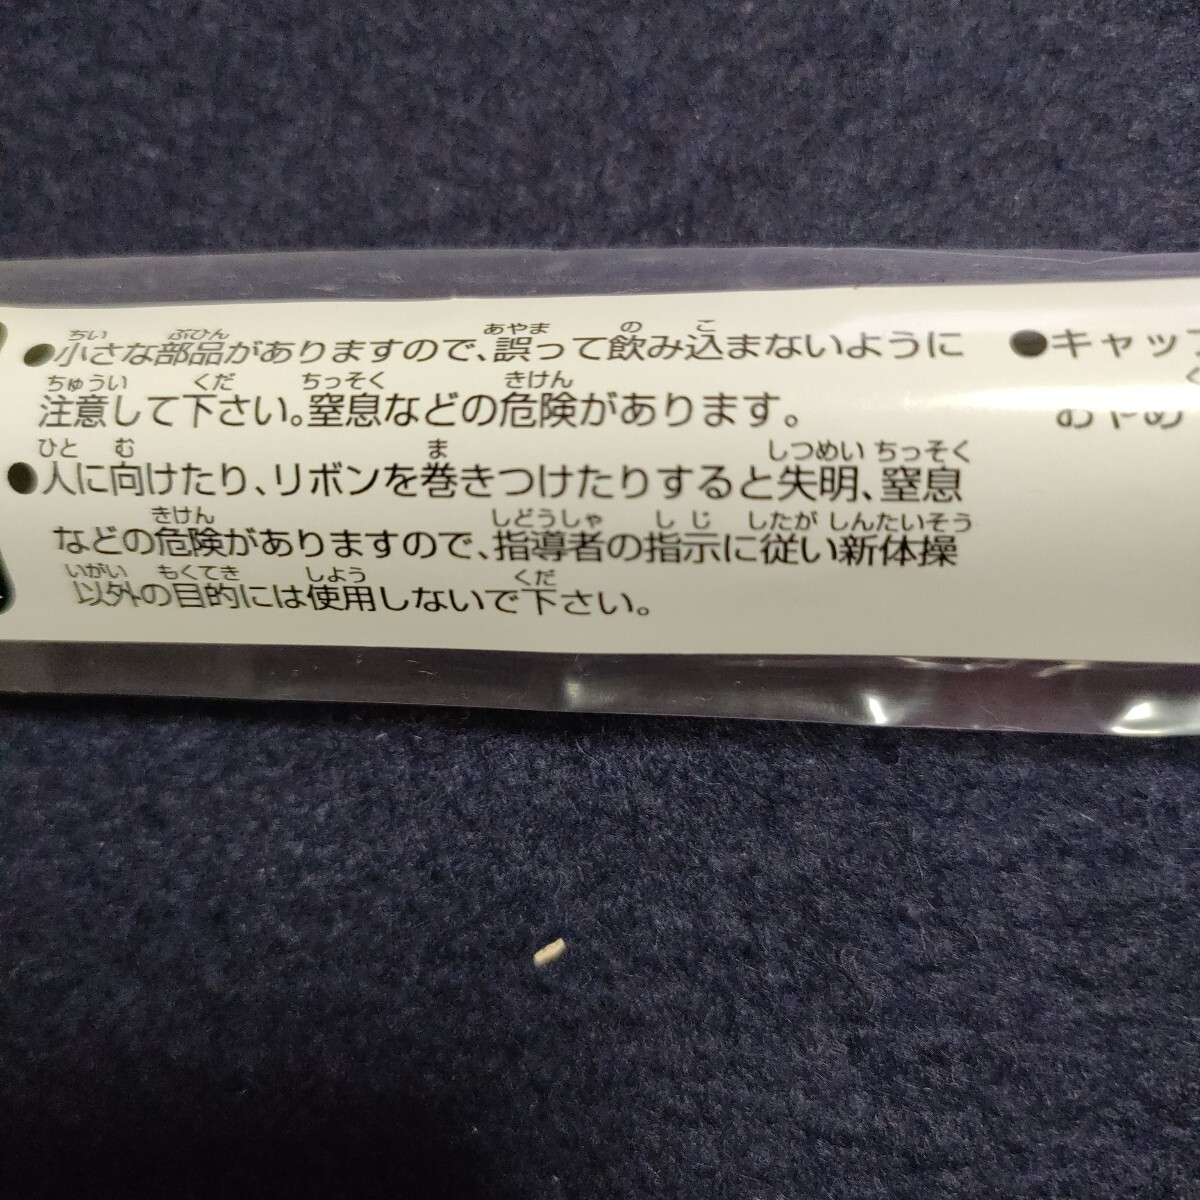 ●小さな部品がありますので、誤って飲み込まないように
注意して下さい。窒息などの危険があります。
●人に向けたり、リボンを巻きつけたりすると失明、窒息
などの危険がありますので、指導者の指示に従い新体操
以外の目的には使用しないで下さい。
●キャップ
おやめ